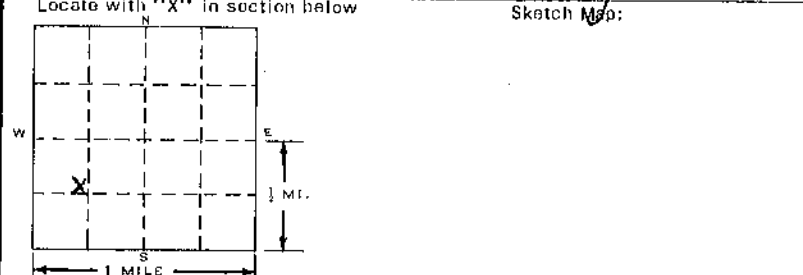 Locate with "X" in section below
Sketch Map:
N
W
E
X
½ MI.
S
1 MILE